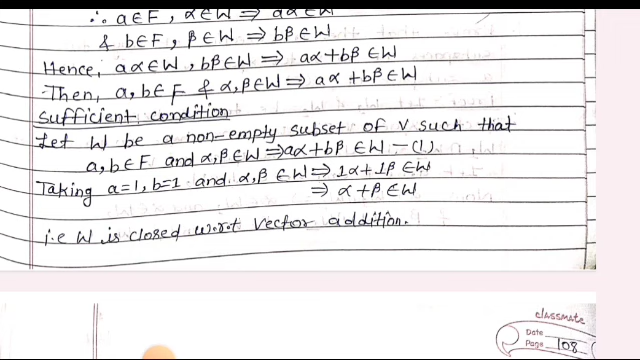 ∴ a∈F, α∈W ⇒ aα∈W
& b∈F, β∈W ⇒ bβ∈W
Hence, aα∈W, bβ∈W ⇒ aα+bβ∈W
Then, a,b∈F & α,β∈W ⇒ aα+bβ∈W
Sufficient condition
Let W be a non-empty subset of V such that
a,b∈F and α,β∈W ⇒ aα+bβ ∈W —(1)
Taking a=1, b=1 and α,β∈W ⇒ 1α+1β∈W
⇒ α+β∈W
i.e W is closed w.r.t vector addition.
classmate
Date
Page 108